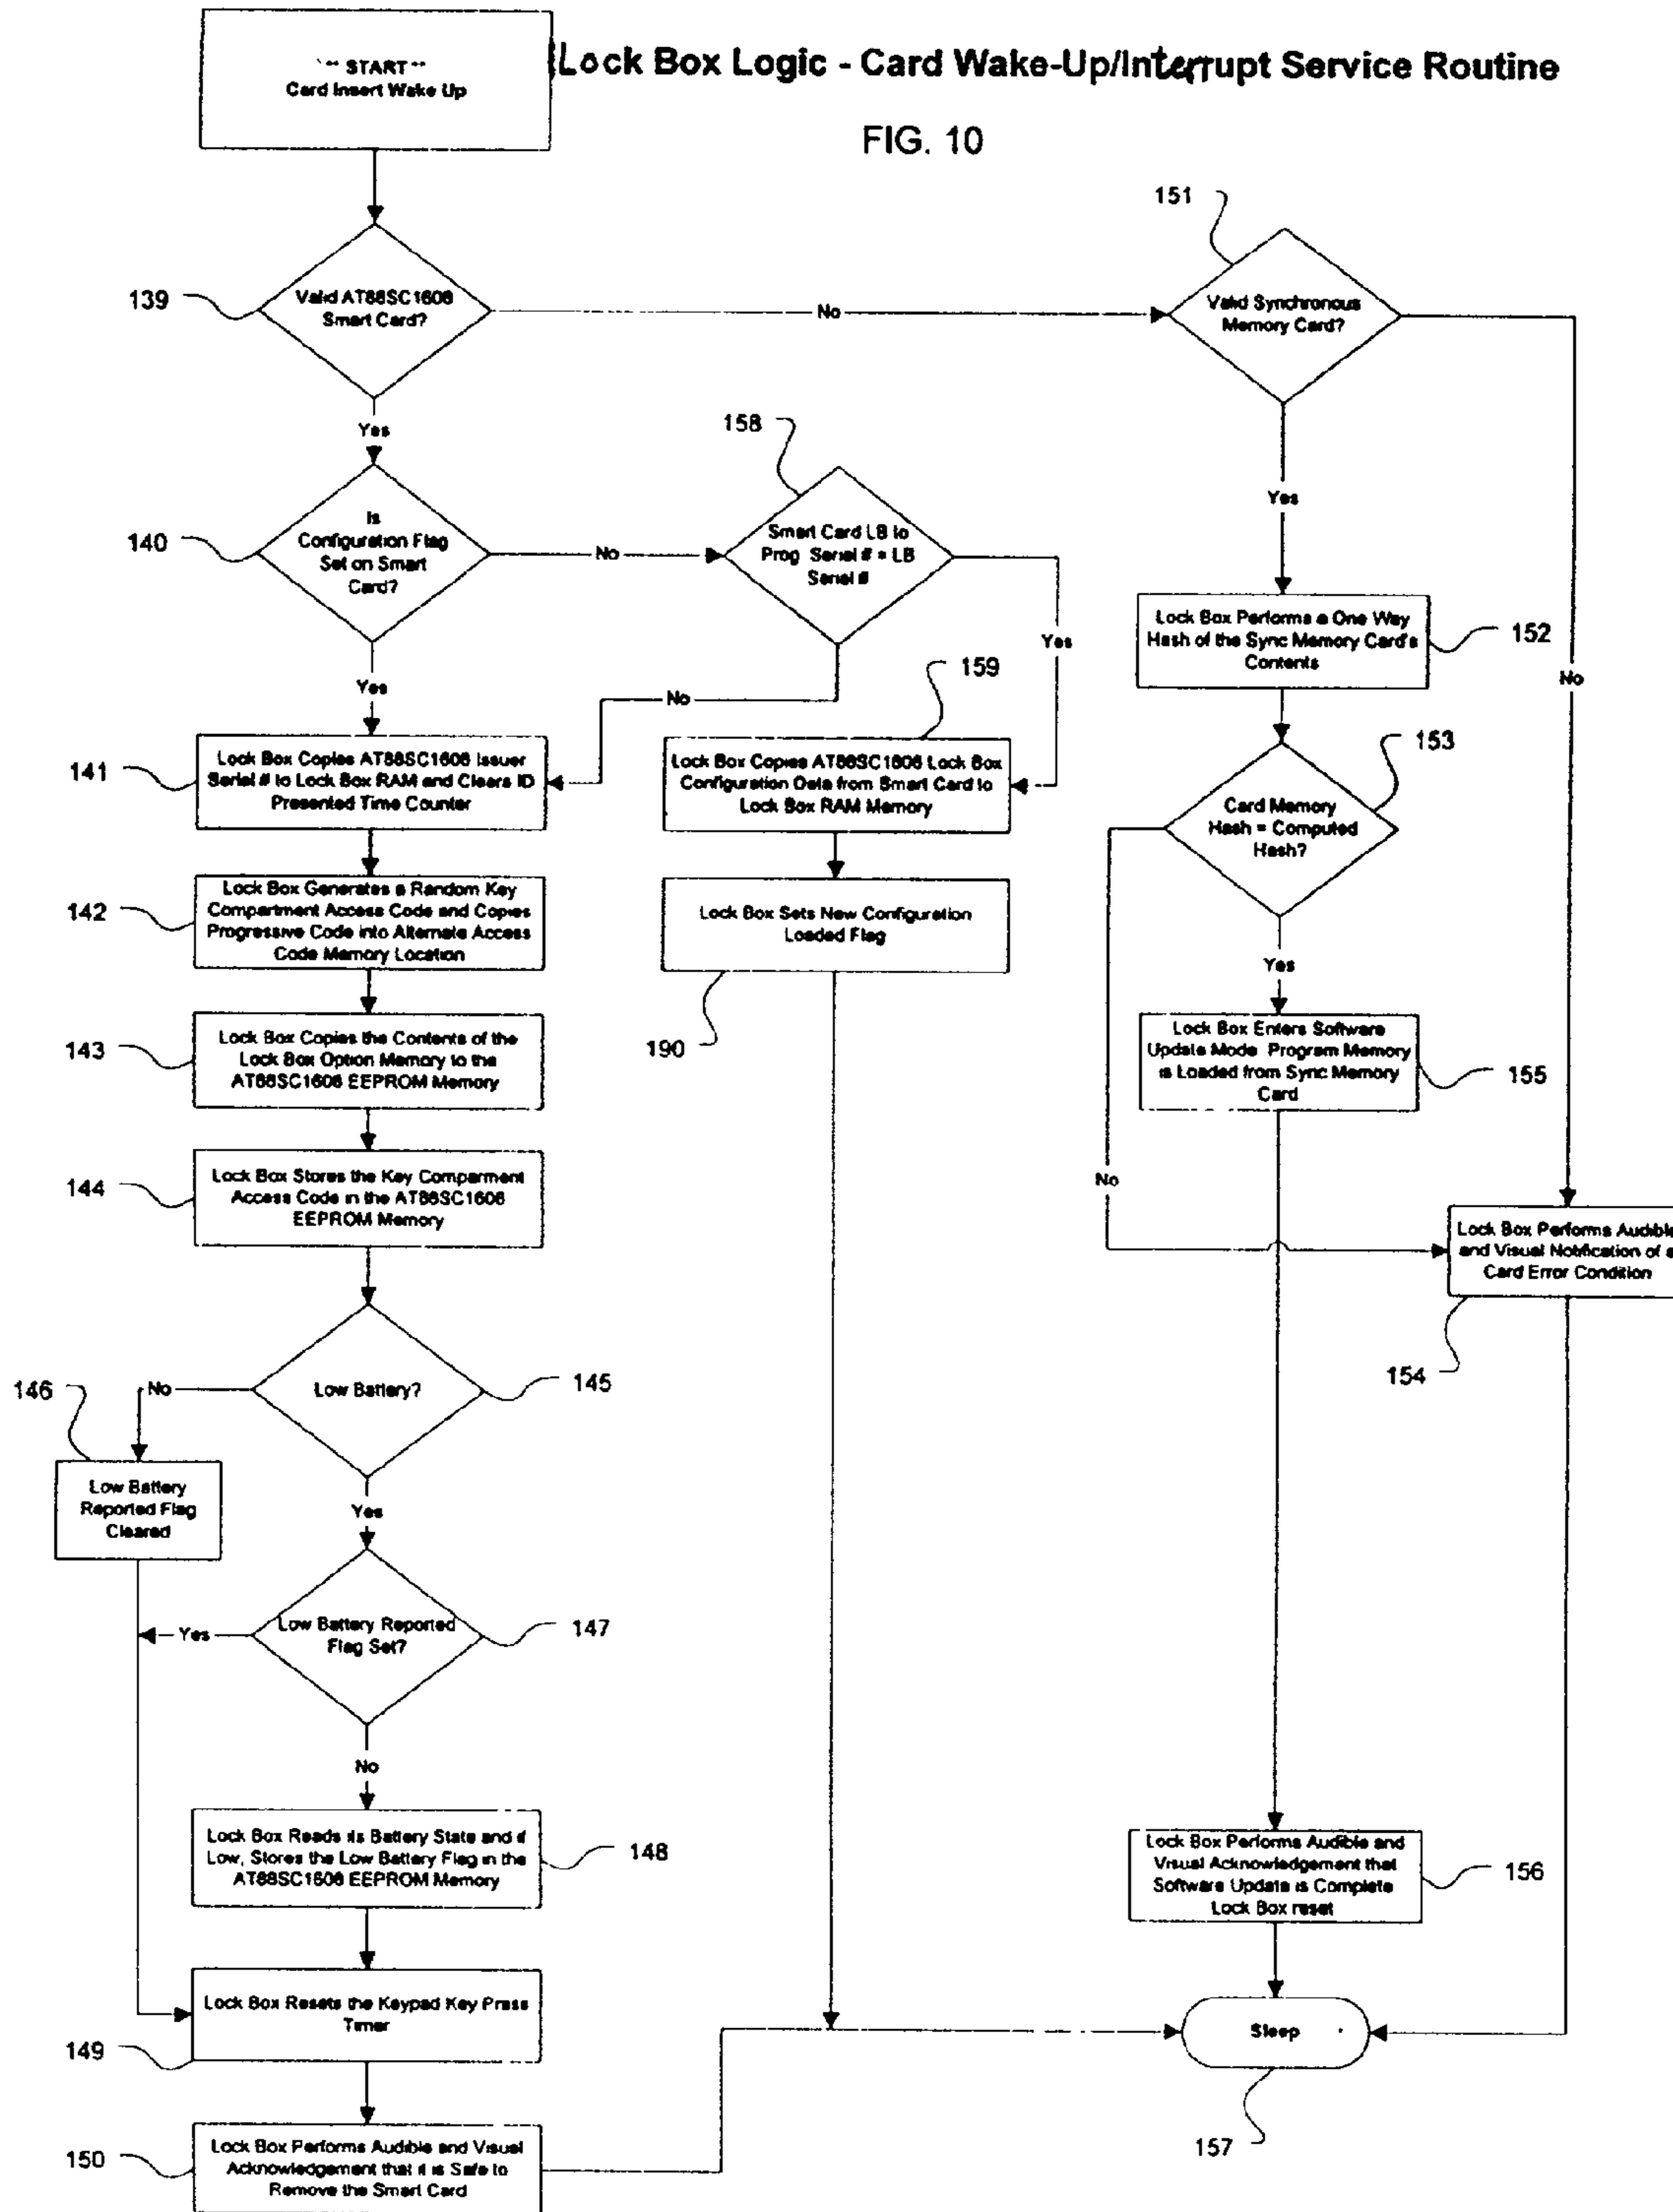 ** START **
Card Insert Wake Up
Lock Box Logic - Card Wake-Up/Interrupt Service Routine
FIG. 10
151
139
Valid AT88SC1608
Smart Card?
No
Valid Synchronous
Memory Card?
Yes
158
140
Is
Configuration Flag
Set on Smart
Card?
No
Smart Card LB to
Prog Serial # = LB
Serial #
Yes
Yes
152
Lock Box Performs a One Way
Hash of the Sync Memory Card's
Contents
No
Yes
No
159
141
Lock Box Copies AT88SC1608 Issuer
Serial # to Lock Box RAM and Clears ID
Presented Time Counter
Lock Box Copies AT88SC1608 Lock Box
Configuration Data from Smart Card to
Lock Box RAM Memory
153
Card Memory
Hash = Computed
Hash?
142
Lock Box Generates a Random Key
Compartment Access Code and Copies
Progressive Code into Alternate Access
Code Memory Location
Lock Box Sets New Configuration
Loaded Flag
190
Yes
143
Lock Box Copies the Contents of the
Lock Box Option Memory to the
AT88SC1608 EEPROM Memory
Lock Box Enters Software
Update Mode Program Memory
is Loaded from Sync Memory
Card
155
144
Lock Box Stores the Key Comparment
Access Code in the AT88SC1608
EEPROM Memory
No
Lock Box Performs Audible
and Visual Notification of a
Card Error Condition
154
146
No
Low Battery?
145
Low Battery
Reported Flag
Cleared
Yes
Yes
Low Battery Reported
Flag Set?
147
No
Lock Box Reads its Battery State and if
Low, Stores the Low Battery Flag in the
AT88SC1608 EEPROM Memory
148
Lock Box Performs Audible and
Visual Acknowledgement that
Software Update is Complete
Lock Box reset
156
Lock Box Resets the Keypad Key Press
Timer
149
Sleep
157
150
Lock Box Performs Audible and Visual
Acknowledgement that it is Safe to
Remove the Smart Card